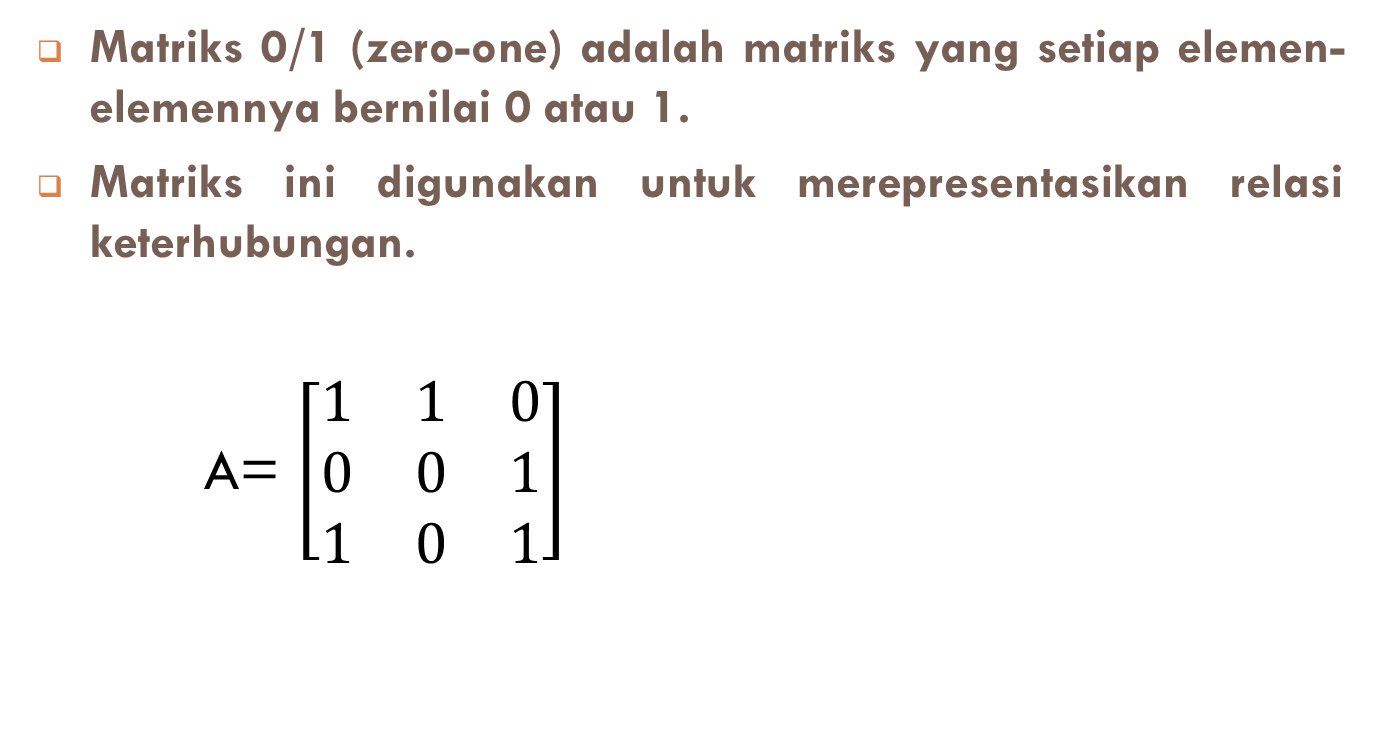 Matriks 0/1 (zero-one) adalah matriks yang setiap elemen-
elemennya bernilai 0 atau 1.
Matriks ini digunakan untuk merepresentasikan relasi
keterhubungan.
1 1 0
A= 0 0 1
1 0 1